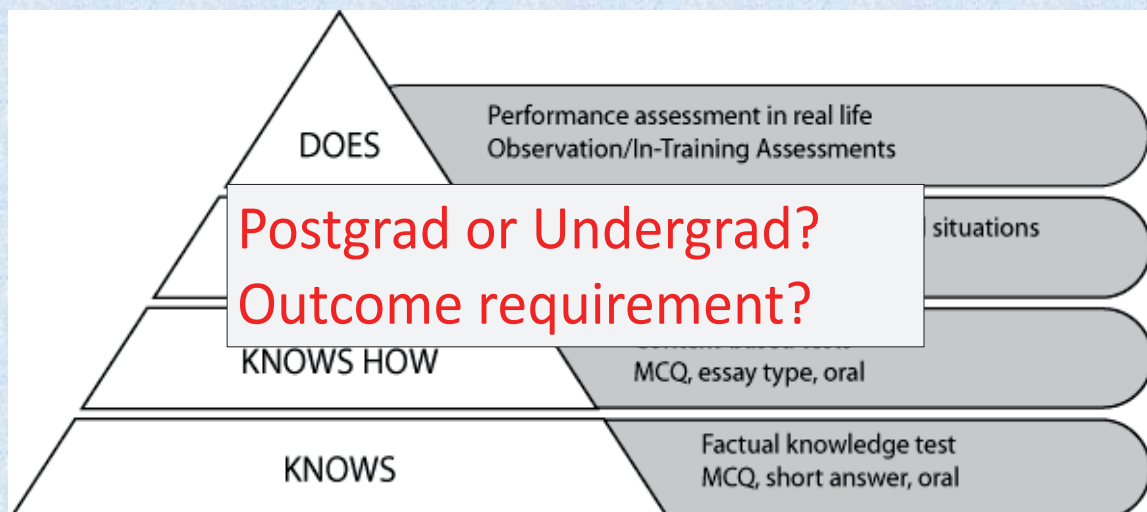 DOES
Performance assessment in real life
Observation/In-Training Assessments
situations
Postgrad or Undergrad?
Outcome requirement?
KNOWS HOW
MCQ, essay type, oral
KNOWS
Factual knowledge test
MCQ, short answer, oral